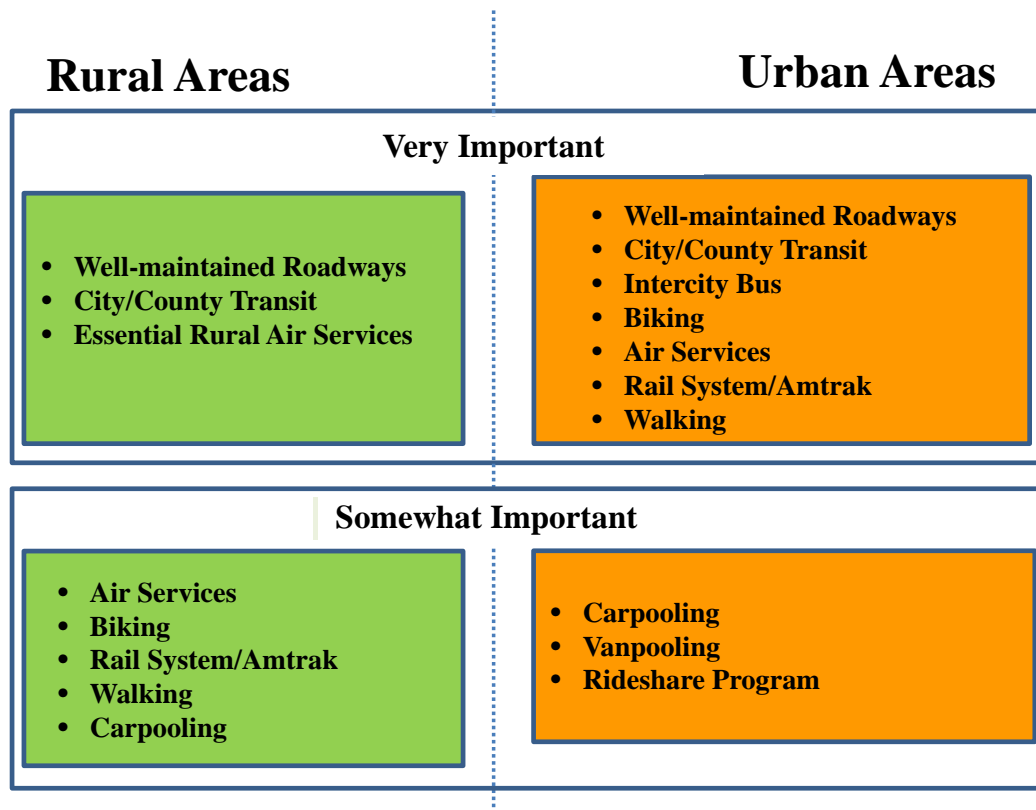 Rural Areas
Urban Areas
Very Important
• Well-maintained Roadways
• City/County Transit
• Essential Rural Air Services
• Well-maintained Roadways
• City/County Transit
• Intercity Bus
• Biking
• Air Services
• Rail System/Amtrak
• Walking
Somewhat Important
• Air Services
• Biking
• Rail System/Amtrak
• Walking
• Carpooling
• Carpooling
• Vanpooling
• Rideshare Program